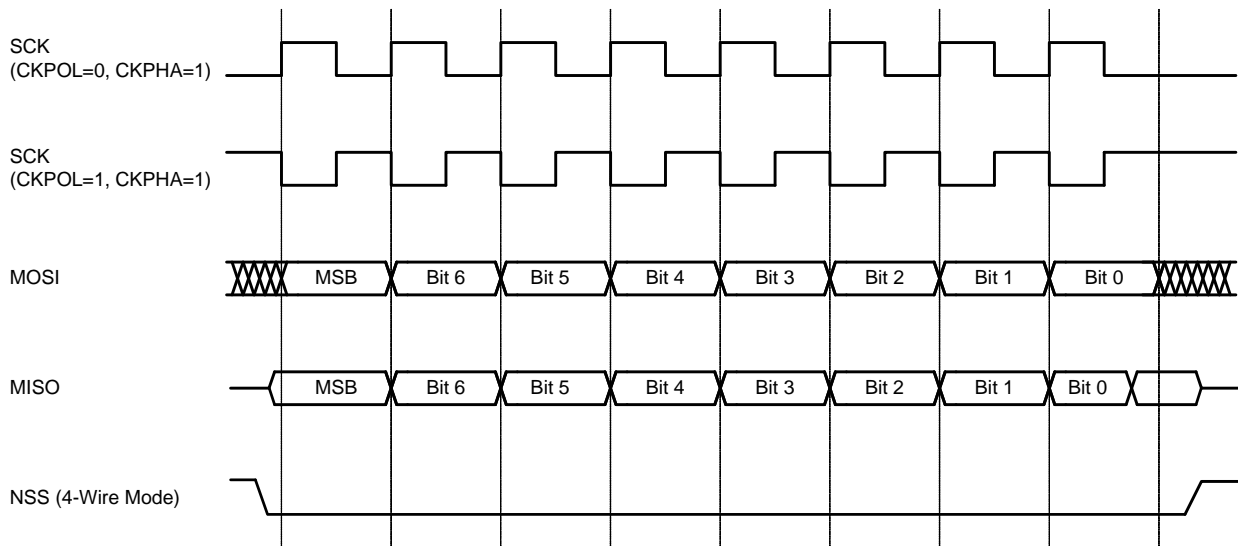 SCK
(CKPOL=0, CKPHA=1)
SCK
(CKPOL=1, CKPHA=1)
MOSI
MSB Bit 6 Bit 5 Bit 4 Bit 3 Bit 2 Bit 1 Bit 0
MISO
MSB Bit 6 Bit 5 Bit 4 Bit 3 Bit 2 Bit 1 Bit 0
NSS (4-Wire Mode)